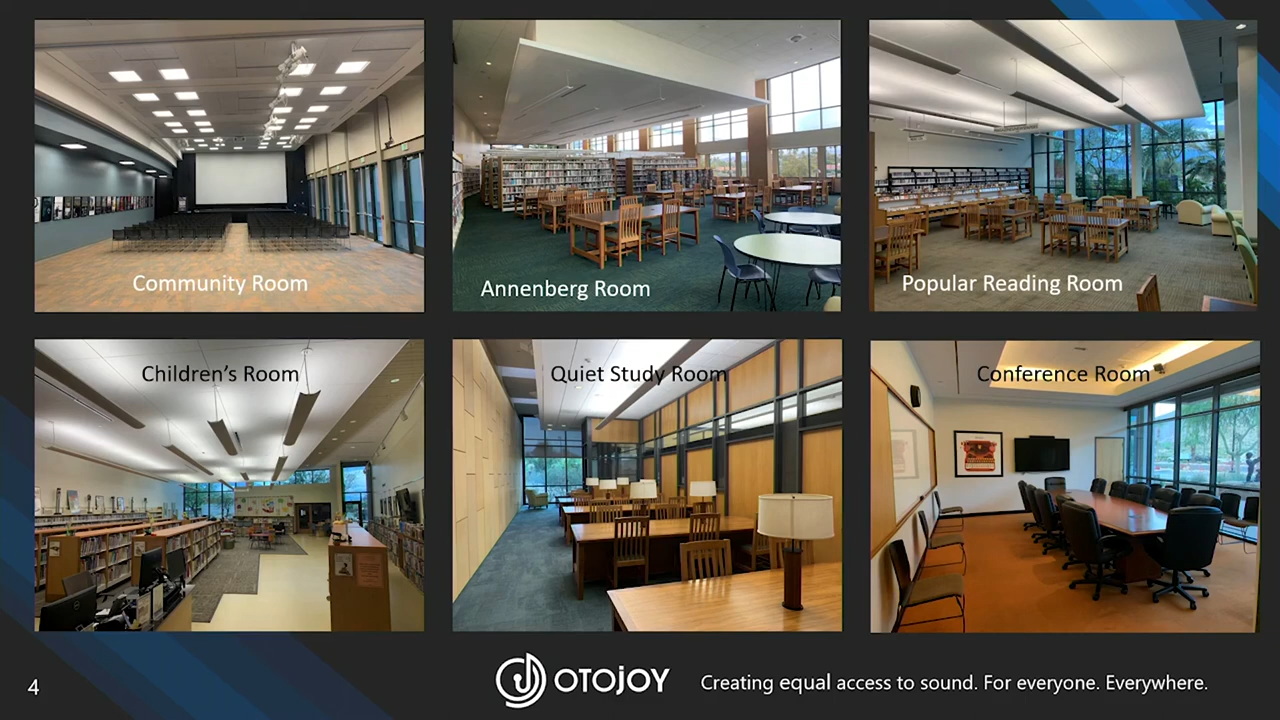 Community Room
Annenberg Room
Popular Reading Room
Children's Room
Quiet Study Room
Conference Room
4
OTOJOY
Creating equal access to sound. For everyone. Everywhere.